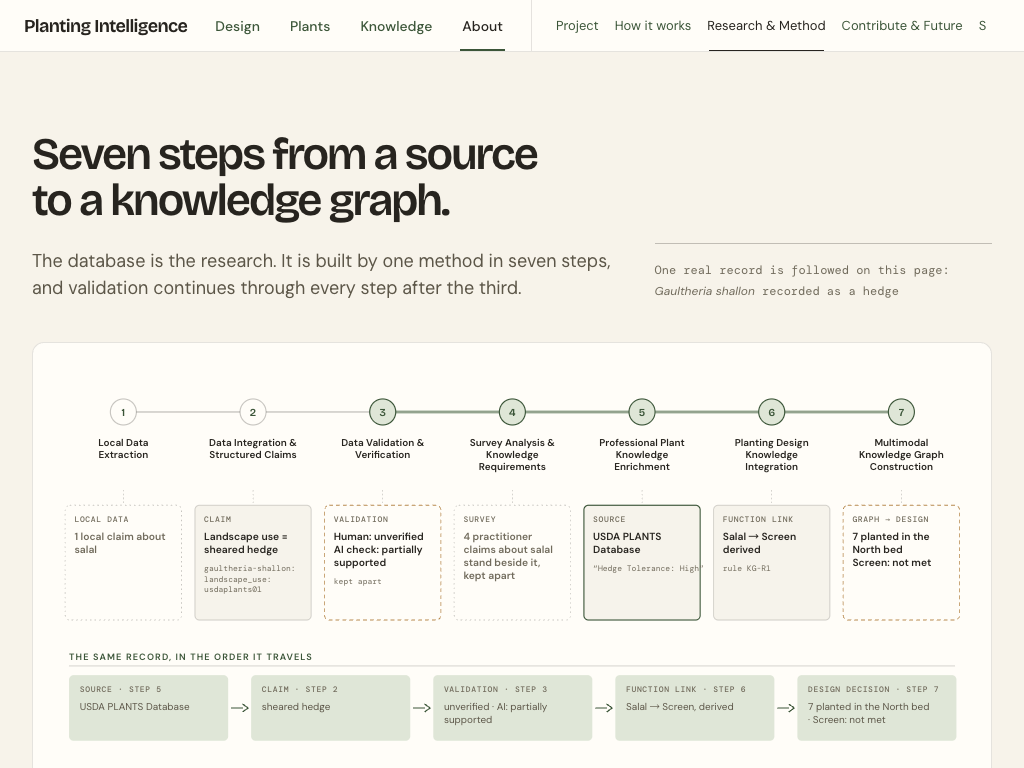 Planting Intelligence
Design
Plants
Knowledge
About
Project
How it works
Research & Method
Contribute & Future
S
Seven steps from a source
to a knowledge graph.
The database is the research. It is built by one method in seven steps,
and validation continues through every step after the third.
One real record is followed on this page:
Gaultheria shallon recorded as a hedge
1
2
3
4
5
6
7
Local Data
Extraction
Data Integration &
Structured Claims
Data Validation &
Verification
Survey Analysis &
Knowledge
Requirements
Professional Plant
Knowledge
Enrichment
Planting Design
Knowledge
Integration
Multimodal
Knowledge Graph
Construction
LOCAL DATA
1 local claim about
salal
CLAIM
Landscape use =
shared hedge
gaultheria-shallon:
landscape_use:
usdaplants01
VALIDATION
Human: unverified
AI check: partially
supported
kept apart
SURVEY
4 practitioner
claims about salal
stand beside it,
kept apart
SOURCE
USDA PLANTS
Database
“Hedge Tolerance: High”
FUNCTION LINK
Salal → Screen
derived
rule KG-R1
GRAPH → DESIGN
7 planted in the
North bed
Screen: not met
THE SAME RECORD, IN THE ORDER IT TRAVELS
SOURCE · STEP 5
USDA PLANTS Database
CLAIM · STEP 2
sheared hedge
VALIDATION · STEP 3
unverified · AI: partially
supported
FUNCTION LINK · STEP 6
Salal → Screen, derived
DESIGN DECISION · STEP 7
7 planted in the North bed
· Screen: not met